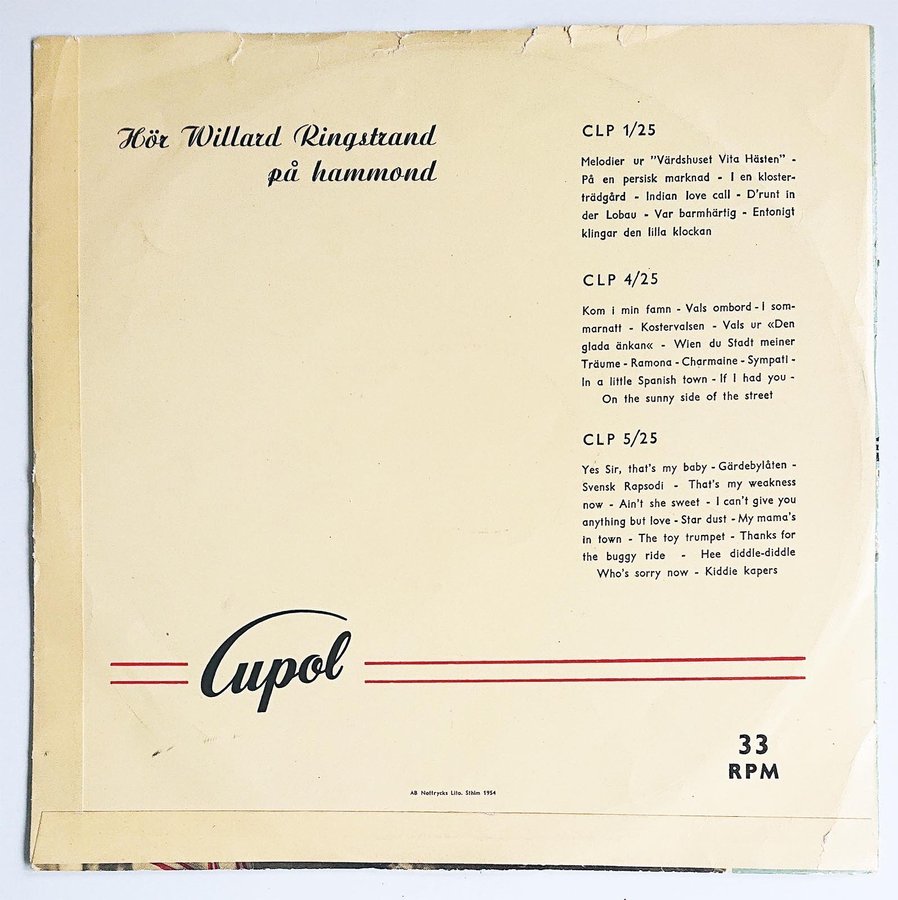 Hör Willard Ringstrand
på hammond
CLP 1/25
Melodier ur ”Värdshuset Vita Hästen” -
På en persisk marknad - I en kloster-
trädgård - Indian love call - D’runt in
der Lobau - Var barmhärtig - Entonigt
klingar den lilla klockan
CLP 4/25
Kom i min famn - Vals ombord - I som-
marnatt - Kostervalsen - Vals ur «Den
glada änkan« - Wien du Stadt meiner
Träume - Ramona - Charmaine - Sympati -
In a little Spanish town - If I had you -
On the sunny side of the street
CLP 5/25
Yes Sir, that’s my baby - Gärdebylåten -
Svensk Rapsodi - That’s my weakness
now - Ain’t she sweet - I can’t give you
anything but love - Star dust - My mama’s
in town - The toy trumpet - Thanks for
the buggy ride - Hee diddle-diddle
Who’s sorry now - Kiddie kapers
Cupol
33
RPM
AB Nottrycks Lito. Sthlm 1954